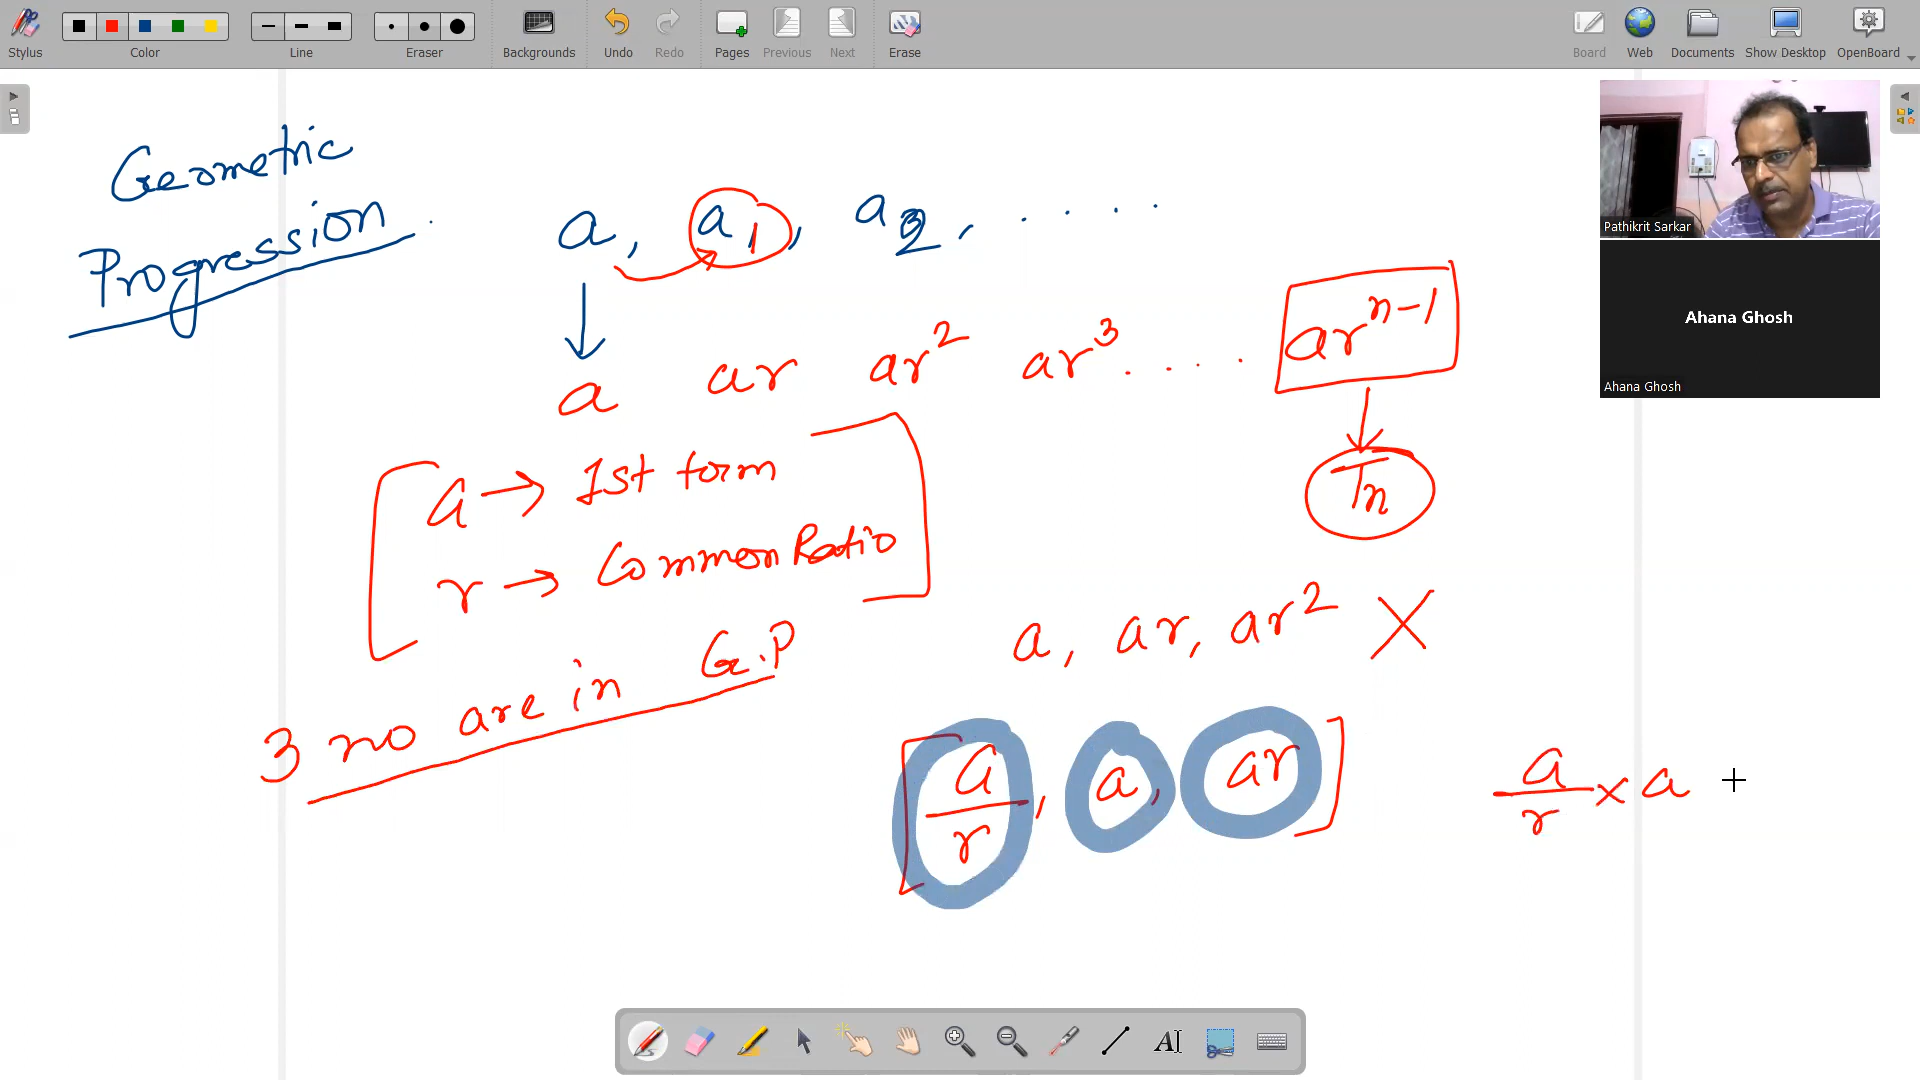 Stylus Color Line Eraser Backgrounds Undo Redo Pages Previous Next Erase Board Web Documents Show Desktop OpenBoard
Pathikrit Sarkar
Ahana Ghosh
Ahana Ghosh
Geometric
Progression.
a, a₁, a₂, .....
a ar ar² ar³ ..... arⁿ⁻¹
Tn
a → 1st torm
r → Common Ratio
3 no are in G.P
a, ar, ar² X
[a/r, a, ar]
a/r × a
AI